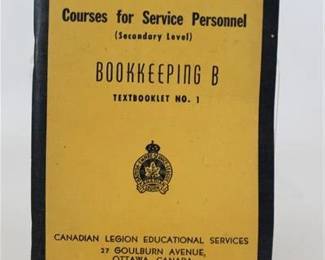 Courses for Service Personnel
(Secondary Level)
BOOKKEEPING B
TEXTBOOKLET NO. 1
CANADIAN LEGION EDUCATIONAL SERVICES
27 GOULBURN AVENUE,
OTTAWA, CANADA